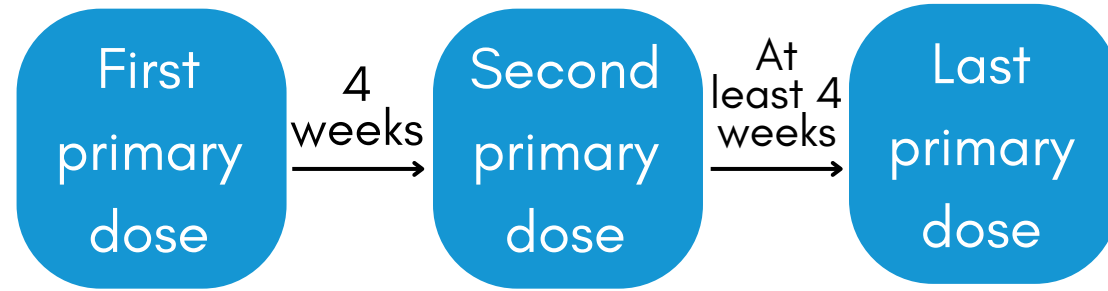 First
primary
dose
4
weeks
Second
primary
dose
At
least 4
weeks
Last
primary
dose